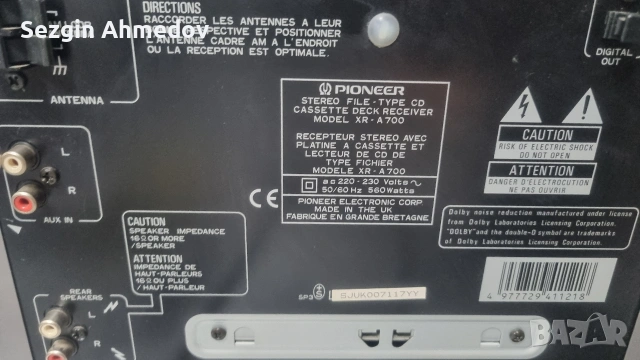 Sezgin Ahmedov
DIRECTIONS
RACCORDER LES ANTENNES A LEUR
RESPECTIVE ET POSITIONNER
L'ANTENNE CADRE AM A L'ENDROIT
OU LA RECEPTION EST OPTIMALE.
ANTENNA
DIGITAL
OUT
PIONEER
STEREO FILE-TYPE CD
CASSETTE DECK RECEIVER
MODEL XR-A700
RECEPTEUR STEREO AVEC
PLATINE A CASSETTE ET
LECTEUR DE CD DE
TYPE FICHIER
MODELE XR-A700
ac 220-230 Volts ~
50/60 Hz 560Watts
PIONEER ELECTRONIC CORP.
MADE IN THE UK
FABRIQUE EN GRANDE BRETAGNE
CE
CAUTION
RISK OF ELECTRIC SHOCK
DO NOT OPEN
ATTENTION
DANGER D'ELECTROCUTION
NE PAS OUVRIR
Dolby noise reduction manufactured under license
from Dolby Laboratories Licensing Corporation.
"DOLBY" and the double-D symbol are trademarks
of Dolby Laboratories Licensing Corporation.
L
R
AUX IN
CAUTION
SPEAKER IMPEDANCE
16Ω OR MORE
/SPEAKER
ATTENTION
IMPEDANCE DE
HAUT-PARLEURS
16Ω OU PLUS
/HAUT-PARLEUR
REAR
SPEAKERS
L
R
SP3
SJUK007117YY
4 977729 411218
BAZAR